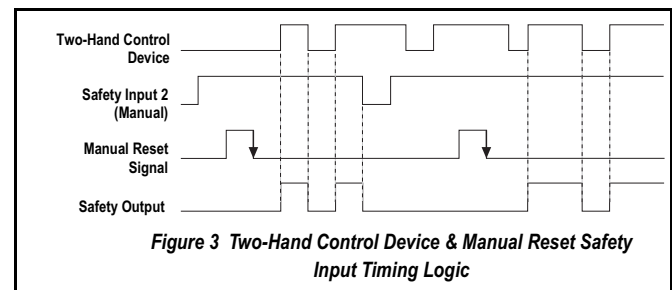 Two-Hand Control
Device
Safety Input 2
(Manual)
Manual Reset
Signal
Safety Output
Figure 3 Two-Hand Control Device & Manual Reset Safety
Input Timing Logic